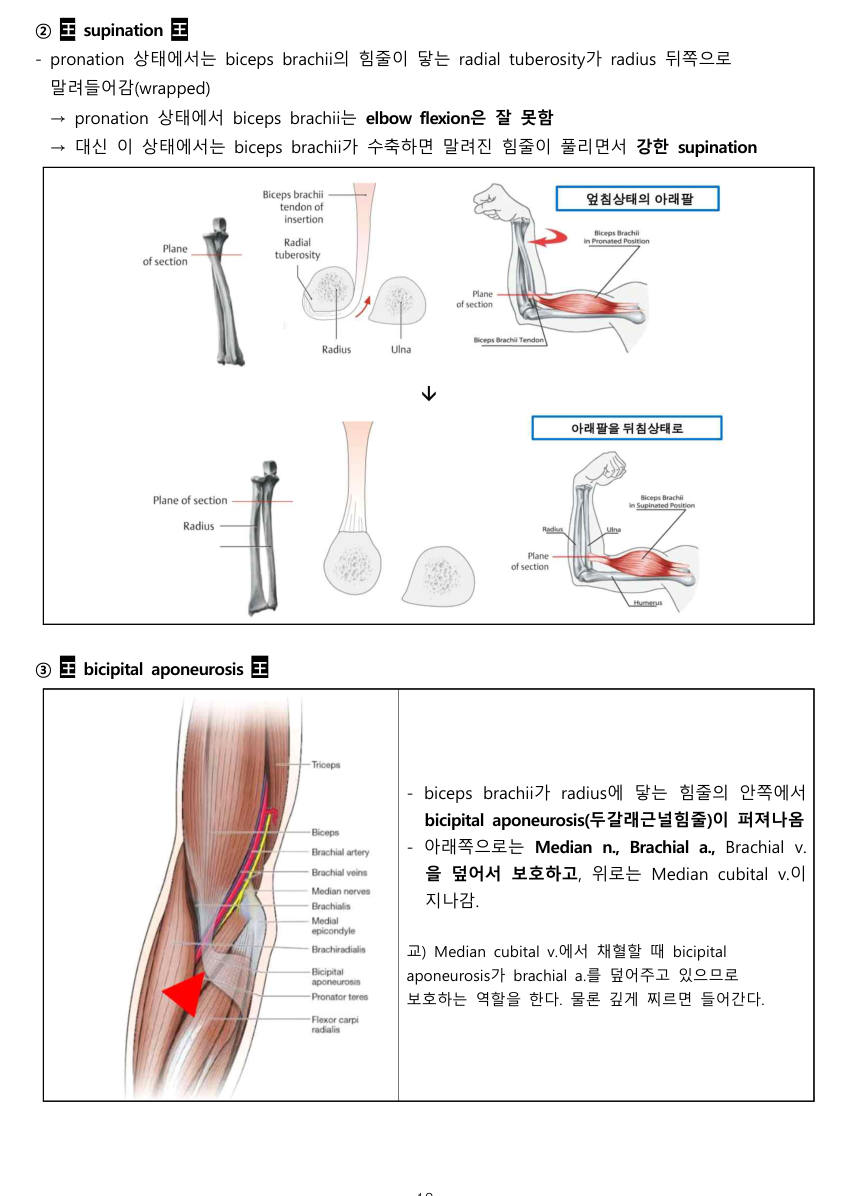 ② 王 supination 王
- pronation 상태에서는 biceps brachii의 힘줄이 닿는 radial tuberosity가 radius 뒤쪽으로
말려들어감(wrapped)
→ pronation 상태에서 biceps brachii는 elbow flexion은 잘 못함
→ 대신 이 상태에서는 biceps brachii가 수축하면 말려진 힘줄이 풀리면서 강한 supination
Biceps brachii
tendon of
insertion
Radial
tuberosity
Plane
of section
Radius
Ulna
엎침상태의 아래팔
Biceps Brachii
in Pronated Position
Plane
of section
Biceps Brachii Tendon
↓
아래팔을 뒤침상태로
Plane of section
Radius
Biceps Brachii
in Supinated Position
Radius
Ulna
Plane
of section
Humerus
③ 王 bicipital aponeurosis 王
Triceps
Biceps
Brachial artery
Brachial veins
Median nerves
Brachialis
Medial
epicondyle
Brachiradialis
Bicipital
aponeurosis
Pronator teres
Flexor carpi
radialis
- biceps brachii가 radius에 닿는 힘줄의 안쪽에서
bicipital aponeurosis(두갈래근널힘줄)이 퍼져나옴
- 아래쪽으로는 Median n., Brachial a., Brachial v.
을 덮어서 보호하고, 위로는 Median cubital v.이
지나감.
교) Median cubital v.에서 채혈할 때 bicipital
aponeurosis가 brachial a.를 덮어주고 있으므로
보호하는 역할을 한다. 물론 깊게 찌르면 들어간다.